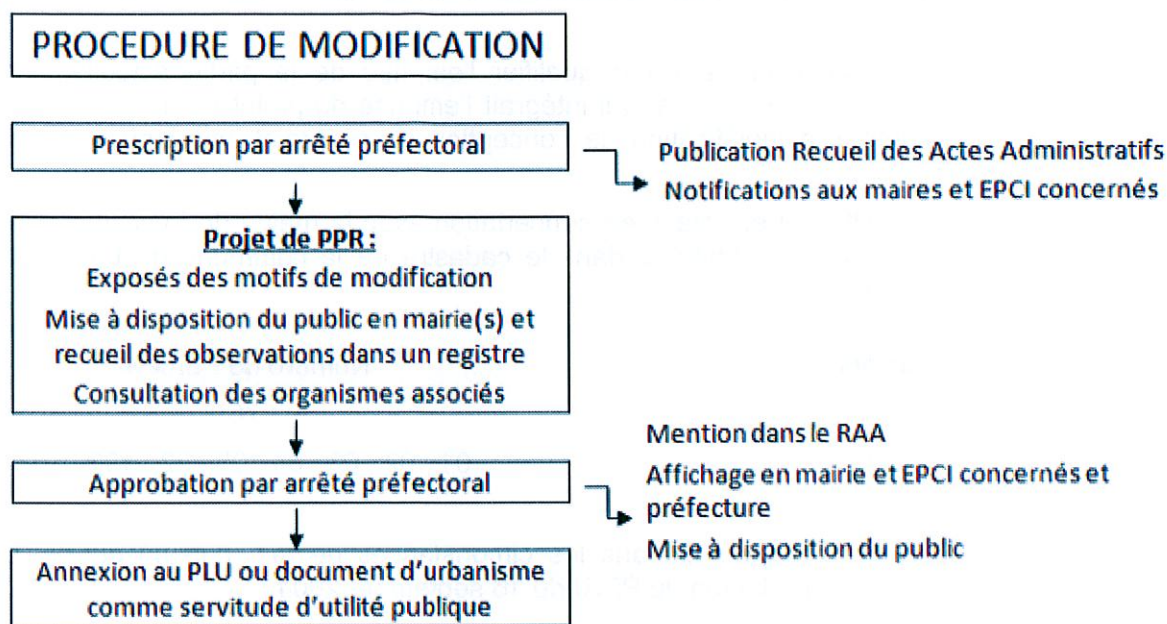 PROCEDURE DE MODIFICATION
Prescription par arrêté préfectoral
Publication Recueil des Actes Administratifs
Notifications aux maires et EPCI concernés
Projet de PPR :
Exposés des motifs de modification
Mise à disposition du public en mairie(s) et
recueil des observations dans un registre
Consultation des organismes associés
Approbation par arrêté préfectoral
Mention dans le RAA
Affichage en mairie et EPCI concernés et
préfecture
Mise à disposition du public
Annexion au PLU ou document d'urbanisme
comme servitude d'utilité publique